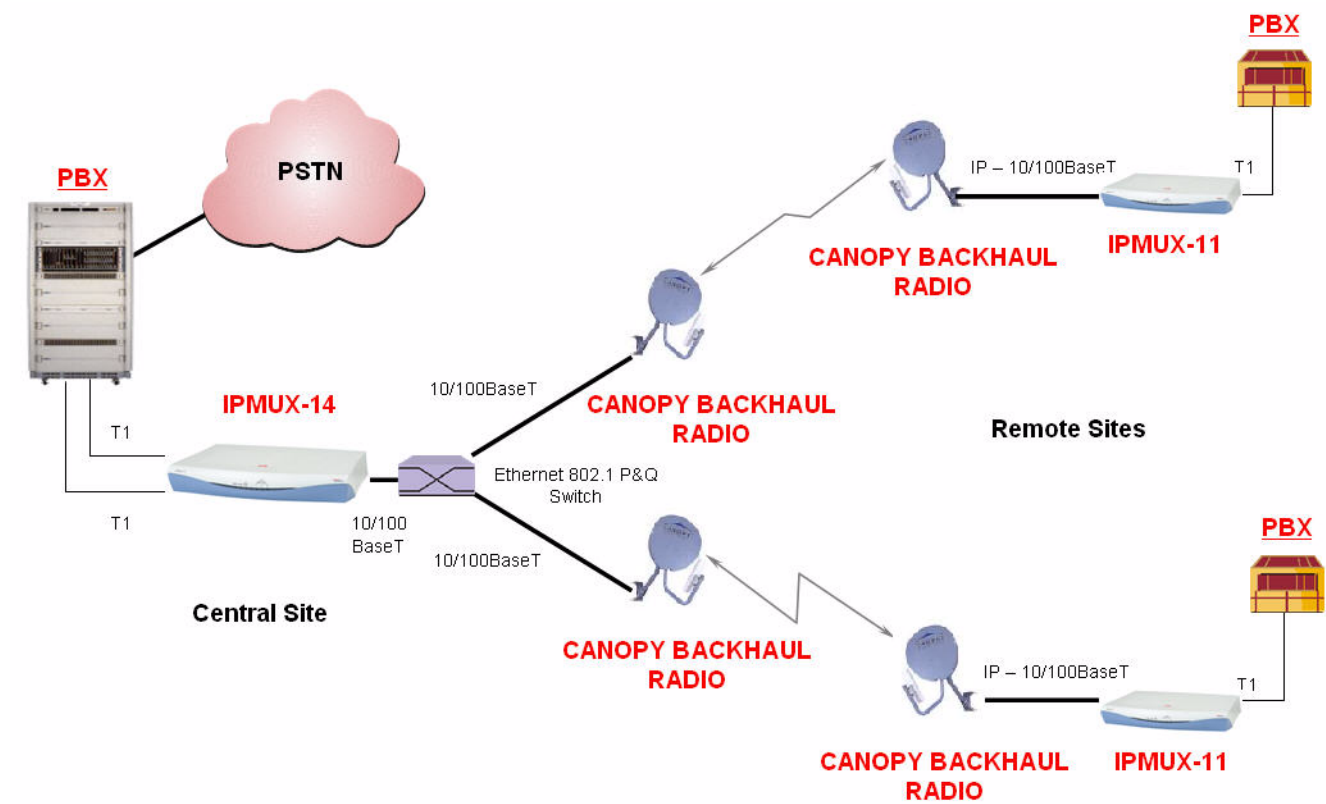 PBX
PSTN
PBX
IP – 10/100BaseT
T1
CANOPY BACKHAUL
RADIO
IPMUX-11
10/100BaseT
CANOPY BACKHAUL
RADIO
IPMUX-14
T1
T1
10/100
BaseT
Ethernet 802.1 P&Q
Switch
10/100BaseT
Remote Sites
Central Site
CANOPY BACKHAUL
RADIO
PBX
IP – 10/100BaseT
T1
CANOPY BACKHAUL
RADIO
IPMUX-11